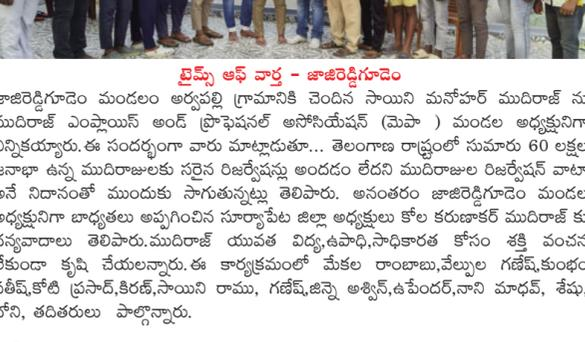 టైమ్స్ ఆఫ్ వార్త - జాజిరెడ్డిగూడెం
జాజిరెడ్డిగూడెం మండలం అర్వపల్లి గ్రామానికి చెందిన సాయిని మనోహర్ ముదిరాజ్ ను
ముదిరాజ్ ఎంప్లాయిస్ అండ్ ప్రొఫెషనల్ అసోసియేషన్ (మెపా ) మండల అధ్యక్షునిగా
ఎన్నికయ్యారు.ఈ సందర్భంగా వారు మాట్లాడుతూ... తెలంగాణ రాష్ట్రంలో సుమారు 60 లక్షల
జనాభా ఉన్న ముదిరాజులకు సరైన రిజర్వేషన్లు అందడం లేదని ముదిరాజుల రిజర్వేషన్ వాటా
అనే నిదానంతో ముందుకు సాగుతున్నట్లు తెలిపారు. అనంతరం జాజిరెడ్డిగూడెం మండల
అధ్యక్షునిగా బాధ్యతలు అప్పగించిన సూర్యాపేట జిల్లా అధ్యక్షులు కోల కరుణాకర్ ముదిరాజ్ కు
ధన్యవాదాలు తెలిపారు.ముదిరాజ్ యువత విద్య,ఉపాధి,సాధికారత కోసం శక్తి వంచన
లేకుండా కృషి చేయలన్నారు.ఈ కార్యక్రమంలో మేకల రాంబాబు,వేల్పుల గణేష్,కుంభం
సతీష్,కోటి ప్రసాద్,కిరణ్,సాయిని రాము, గణేష్,జిన్నె అశ్విన్,ఉపేందర్,నాని మాధవ్, శేషు,
తదితరులు పాల్గొన్నారు.